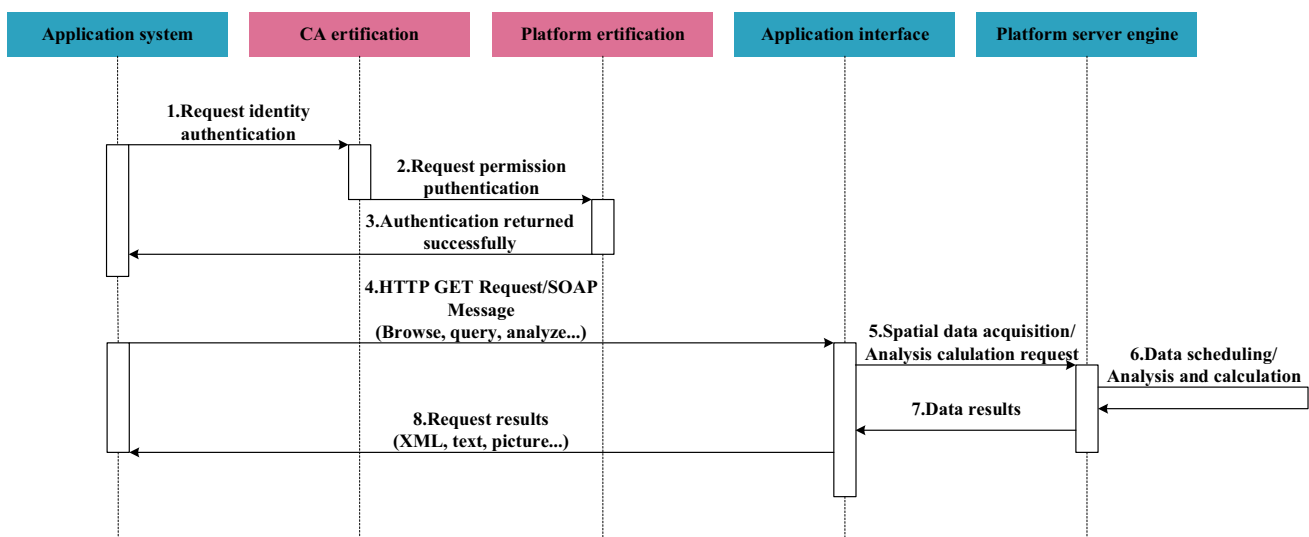 Application system
CA ertification
Platform ertification
Application interface
Platform server engine
1.Request identity
authentication
2.Request permission
puthentication
3.Authentication returned
successfully
4.HTTP GET Request/SOAP
Message
(Browse, query, analyze...)
5.Spatial data acquisition/
Analysis calulation request
6.Data scheduling/
Analysis and calculation
7.Data results
8.Request results
(XML, text, picture...)